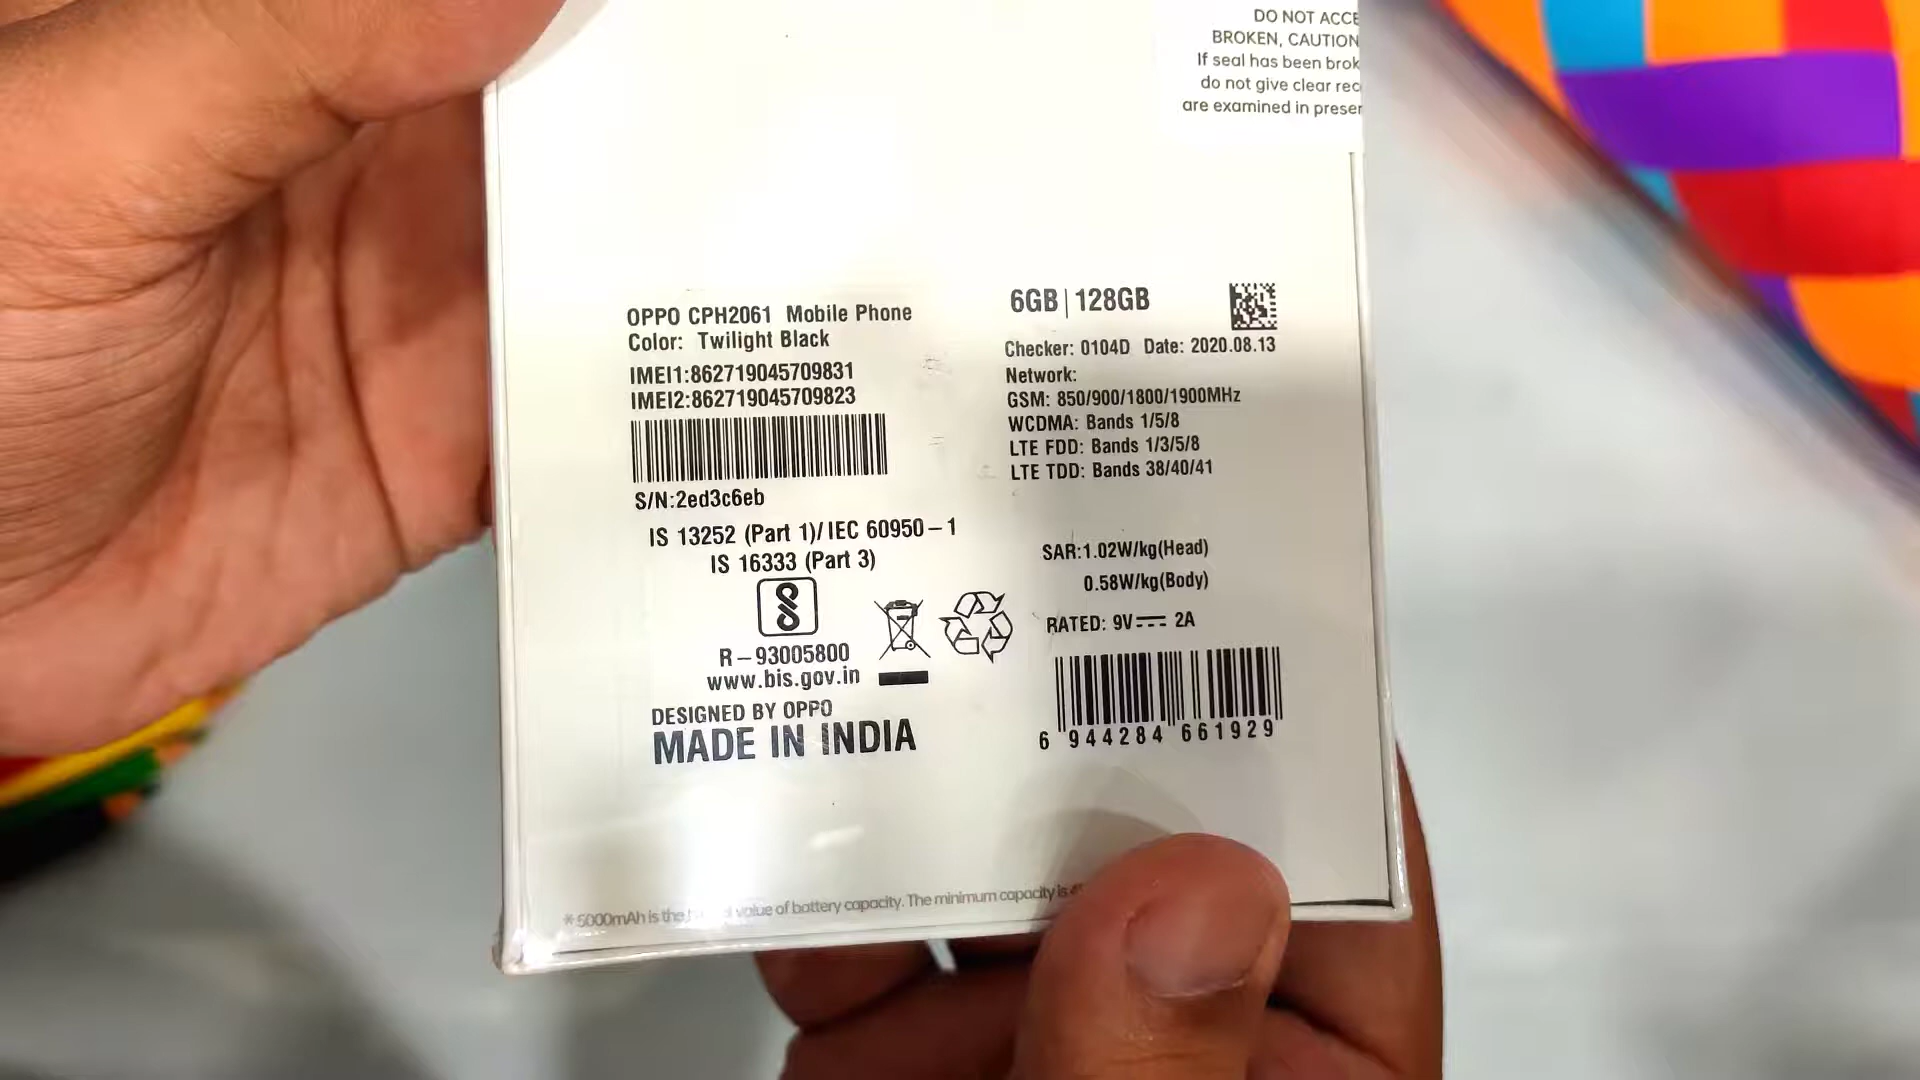 DO NOT ACCE
BROKEN, CAUTION
If seal has been brok
do not give clear rec
are examined in presen
OPPO CPH2061 Mobile Phone
Color: Twilight Black
IMEI1:862719045709831
IMEI2:862719045709823
S/N:2ed3c6eb
IS 13252 (Part 1)/ IEC 60950-1
IS 16333 (Part 3)
R-93005800
www.bis.gov.in
DESIGNED BY OPPO
MADE IN INDIA
6GB|128GB
Checker: 0104D Date: 2020.08.13
Network:
GSM: 850/900/1800/1900MHz
WCDMA: Bands 1/5/8
LTE FDD: Bands 1/3/5/8
LTE TDD: Bands 38/40/41
SAR:1.02W/kg(Head)
0.58W/kg(Body)
RATED: 9V⎓ 2A
6 944284 661929
*5000mAh is the value of battery capacity. The minimum capacity is